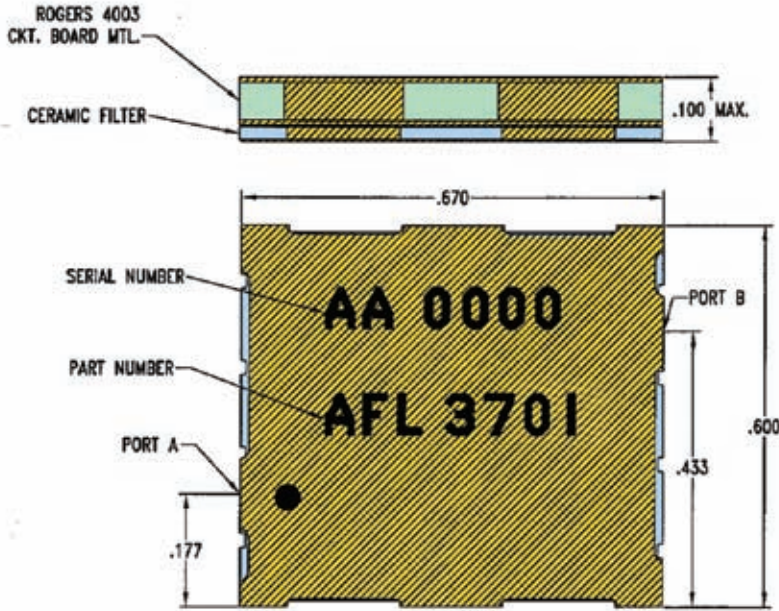 ROGERS 4003
CKT. BOARD MTL.
CERAMIC FILTER
.100 MAX.
.670
SERIAL NUMBER
AA 0000
PORT B
PART NUMBER
AFL 3701
PORT A
.600
.433
.177